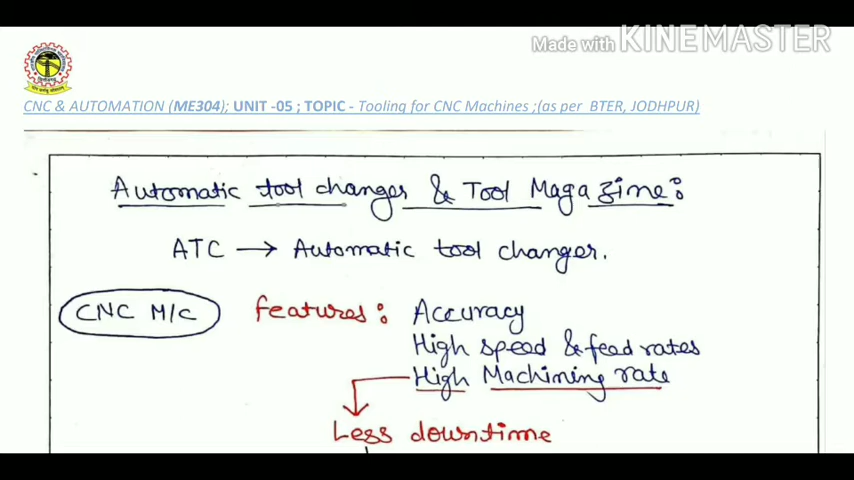 Made with KINEMASTER
CNC & AUTOMATION (ME304); UNIT -05 ; TOPIC - Tooling for CNC Machines ;(as per BTER, JODHPUR)
Automatic tool changer & Tool Magazine:
ATC → Automatic tool changer.
CNC M/C features: Accuracy
High speed & feed rates
High Machining rate
Less downtime